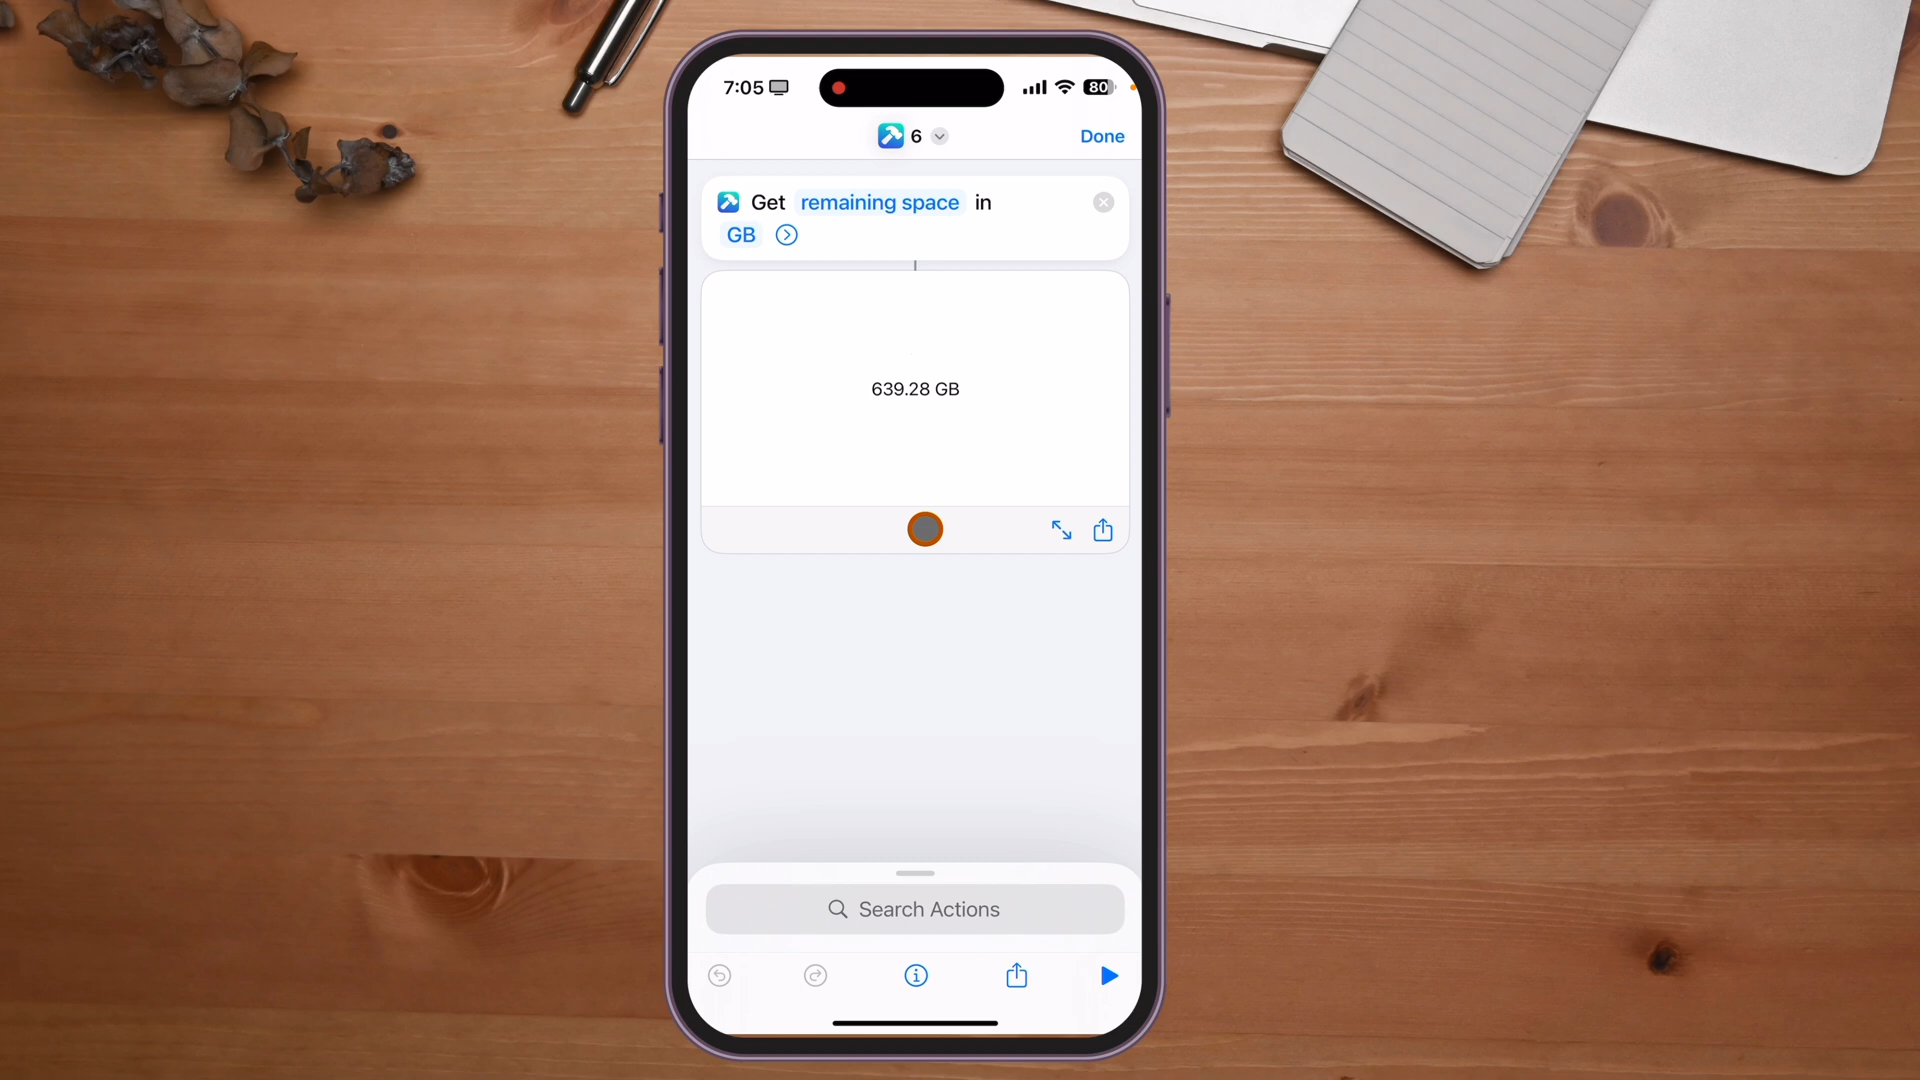 7:05
80
6
Done
Get remaining space in
GB
639.28 GB
Search Actions